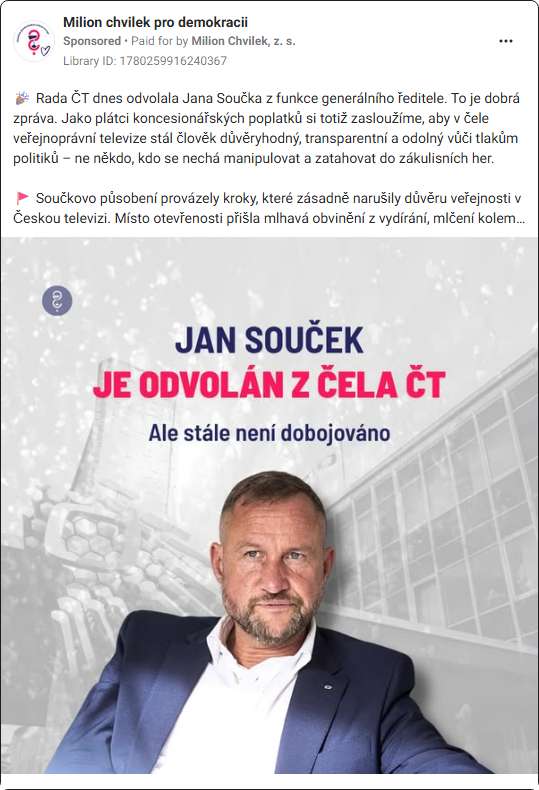 Milion chvilek pro demokracii
Sponsored • Paid for by Milion Chvilek, z. s.
Library ID: 1780259916240367
🎉 Rada ČT dnes odvolala Jana Součka z funkce generálního ředitele. To je dobrá
zpráva. Jako plátci koncesionářských poplatků si totiž zasloužíme, aby v čele
veřejnoprávní televize stál člověk důvěryhodný, transparentní a odolný vůči tlakům
politiků – ne někdo, kdo se nechá manipulovat a zatahovat do zákulisních her.
🚩 Součkovo působení provázely kroky, které zásadně narušily důvěru veřejnosti v
Českou televizi. Místo otevřenosti přišla mlhavá obvinění z vydírání, mlčení kolem...
JAN SOUČEK
JE ODVOLÁN Z ČELA ČT
Ale stále není dobojováno